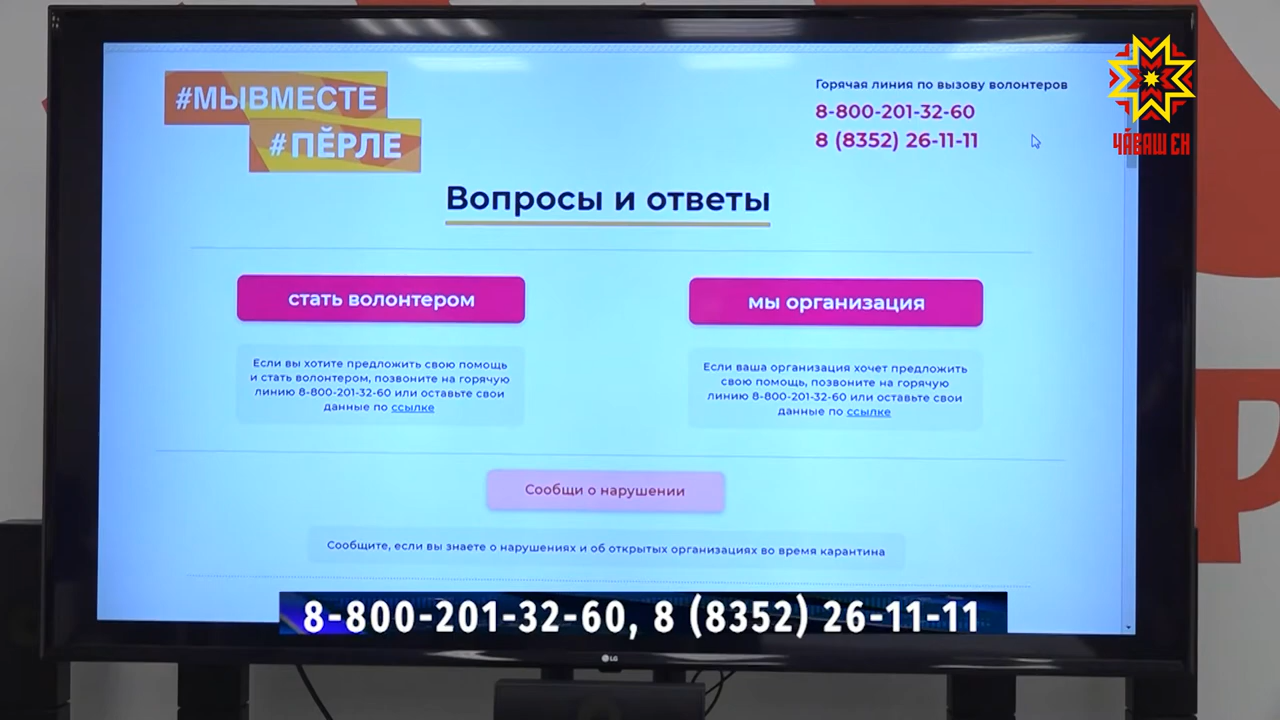 #МЫВМЕСТЕ
#ПĔРЛЕ
Горячая линия по вызову волонтеров
8-800-201-32-60
8 (8352) 26-11-11
ЧĂВАШ ЕН
Вопросы и ответы
стать волонтером
мы организация
Если вы хотите предложить свою помощь
и стать волонтером, позвоните на горячую
линию 8-800-201-32-60 или оставьте свои
данные по ссылке
Если ваша организация хочет предложить
свою помощь, позвоните на горячую
линию 8-800-201-32-60 или оставьте свои
данные по ссылке
Сообщи о нарушении
Сообщите, если вы знаете о нарушениях и об открытых организациях во время карантина
8-800-201-32-60, 8 (8352) 26-11-11
LG